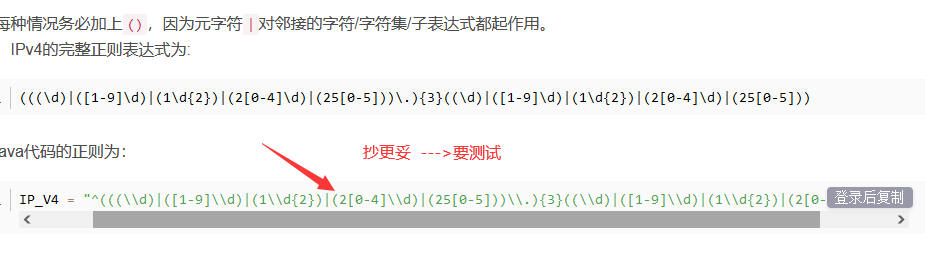 每种情况务必加上()，因为元字符|对邻接的字符/字符集/子表达式都起作用。
IPv4的完整正则表达式为:
(((\d)|([1-9]\d)|(1\d{2})|(2[0-4]\d)|(25[0-5]))\.){3}((\d)|([1-9]\d)|(1\d{2})|(2[0-4]\d)|(25[0-5]))
ava代码的正则为：
抄更妥 --->要测试
IP_V4 = "^(((\\d)|([1-9]\\d)|(1\\d{2})|(2[0-4]\\d)|(25[0-5]))\\.){3}((\\d)|([1-9]\\d)|(1\\d{2})|(2[0-
登录后复制